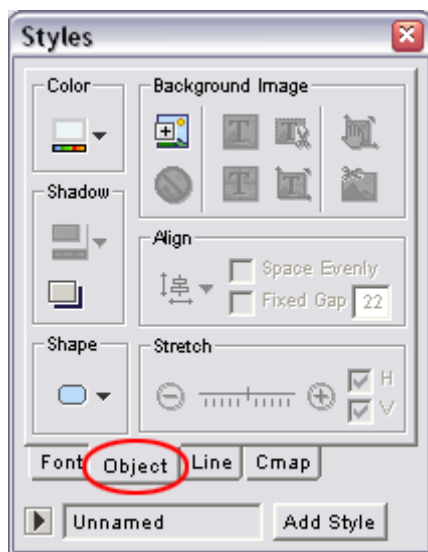 Styles
Color
Background Image
Shadow
Align
Space Evenly
Fixed Gap 22
Shape
Stretch
H
V
Font Object Line Cmap
Unnamed Add Style